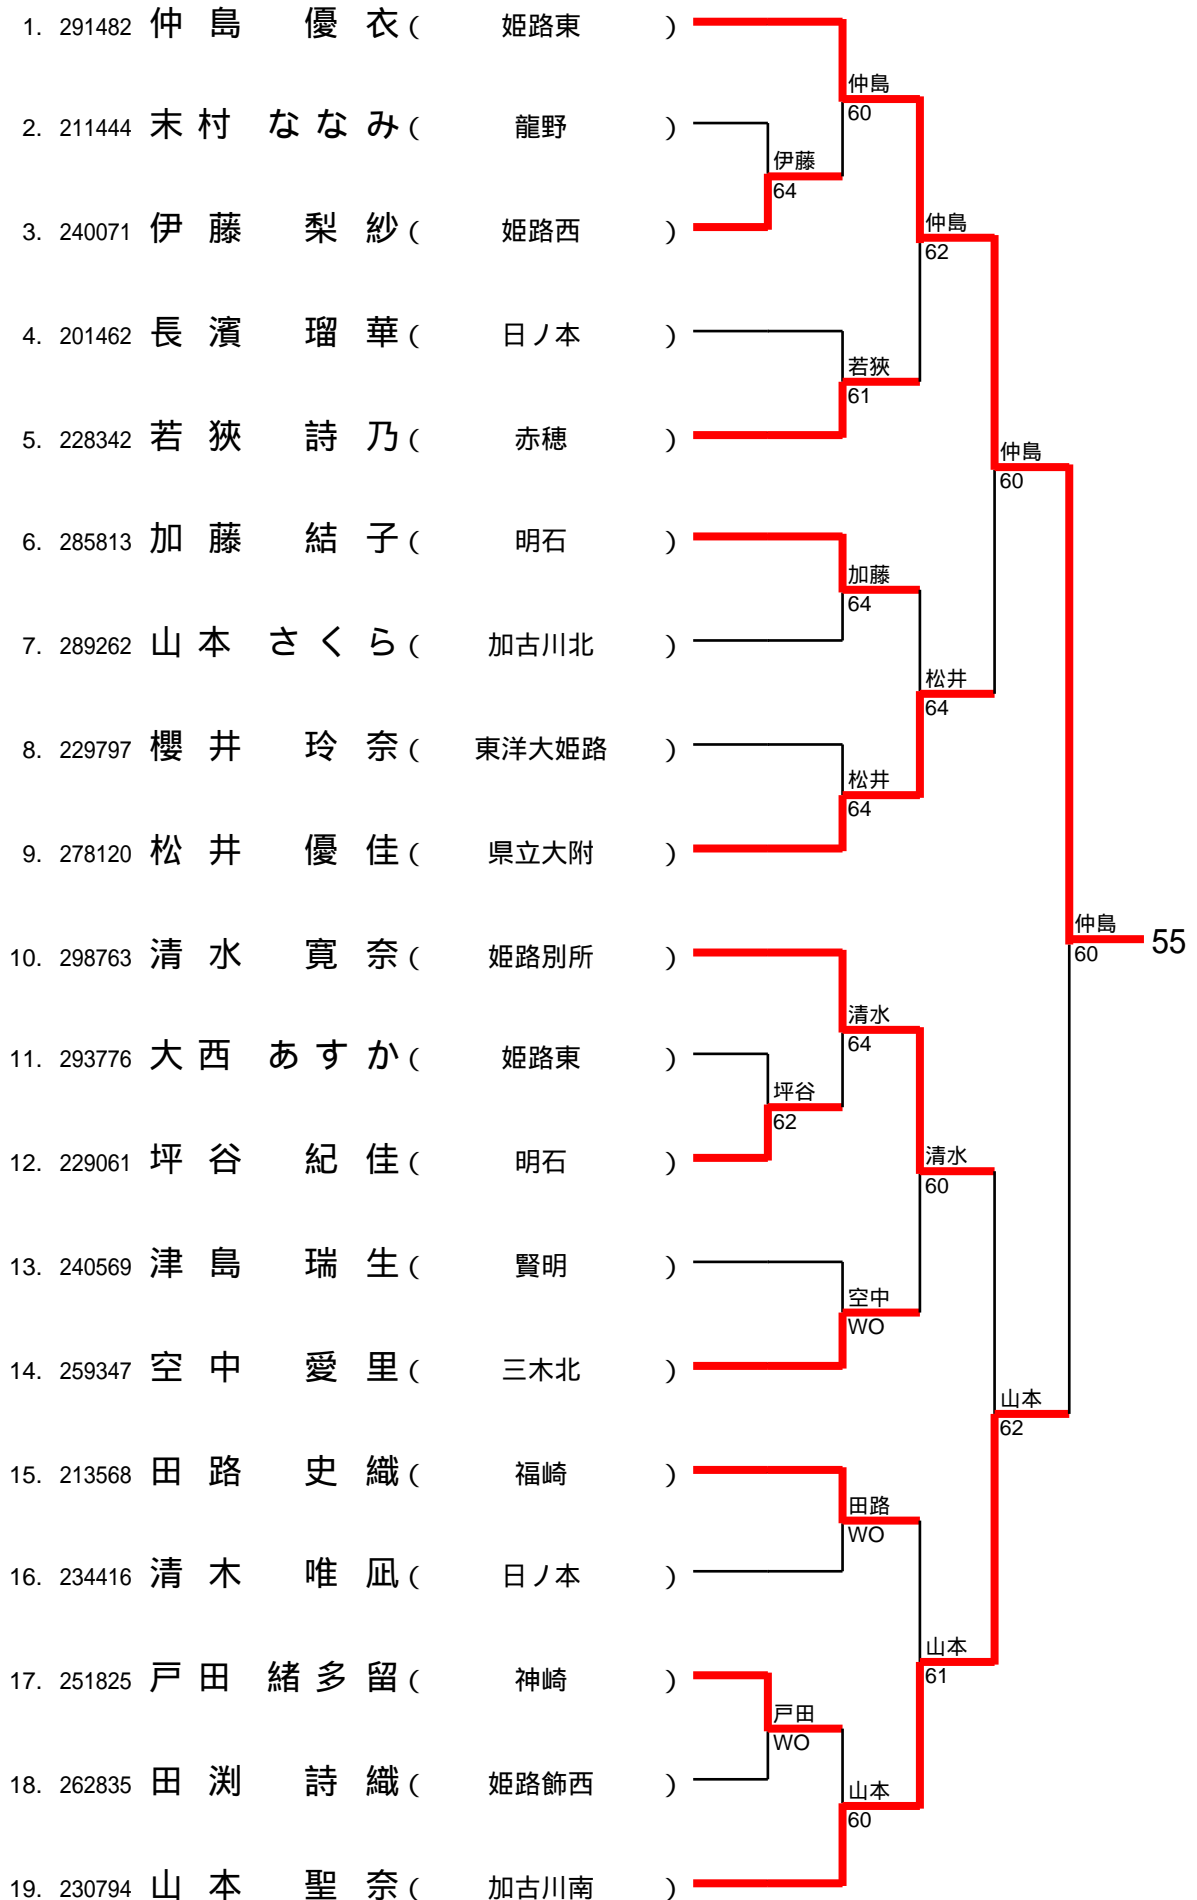 1. 291482 仲島 優衣 ( 姫路東 )
仲島
60
2. 211444 末村 ななみ ( 龍野 )
伊藤
64
3. 240071 伊藤 梨紗 ( 姫路西 )
仲島
62
4. 201462 長濱 瑠華 ( 日ノ本 )
若狹
61
5. 228342 若狹 詩乃 ( 赤穂 )
仲島
60
6. 285813 加藤 結子 ( 明石 )
加藤
64
7. 289262 山本 さくら ( 加古川北 )
松井
64
8. 229797 櫻井 玲奈 ( 東洋大姫路 )
松井
64
9. 278120 松井 優佳 ( 県立大附 )
仲島
60
55
10. 298763 清水 寛奈 ( 姫路別所 )
清水
64
11. 293776 大西 あすか ( 姫路東 )
坪谷
62
12. 229061 坪谷 紀佳 ( 明石 )
清水
60
13. 240569 津島 瑞生 ( 賢明 )
空中
WO
14. 259347 空中 愛里 ( 三木北 )
山本
62
15. 213568 田路 史織 ( 福崎 )
田路
WO
16. 234416 清木 唯凪 ( 日ノ本 )
山本
61
17. 251825 戸田 緒多留 ( 神崎 )
戸田
WO
18. 262835 田渕 詩織 ( 姫路飾西 )
山本
60
19. 230794 山本 聖奈 ( 加古川南 )